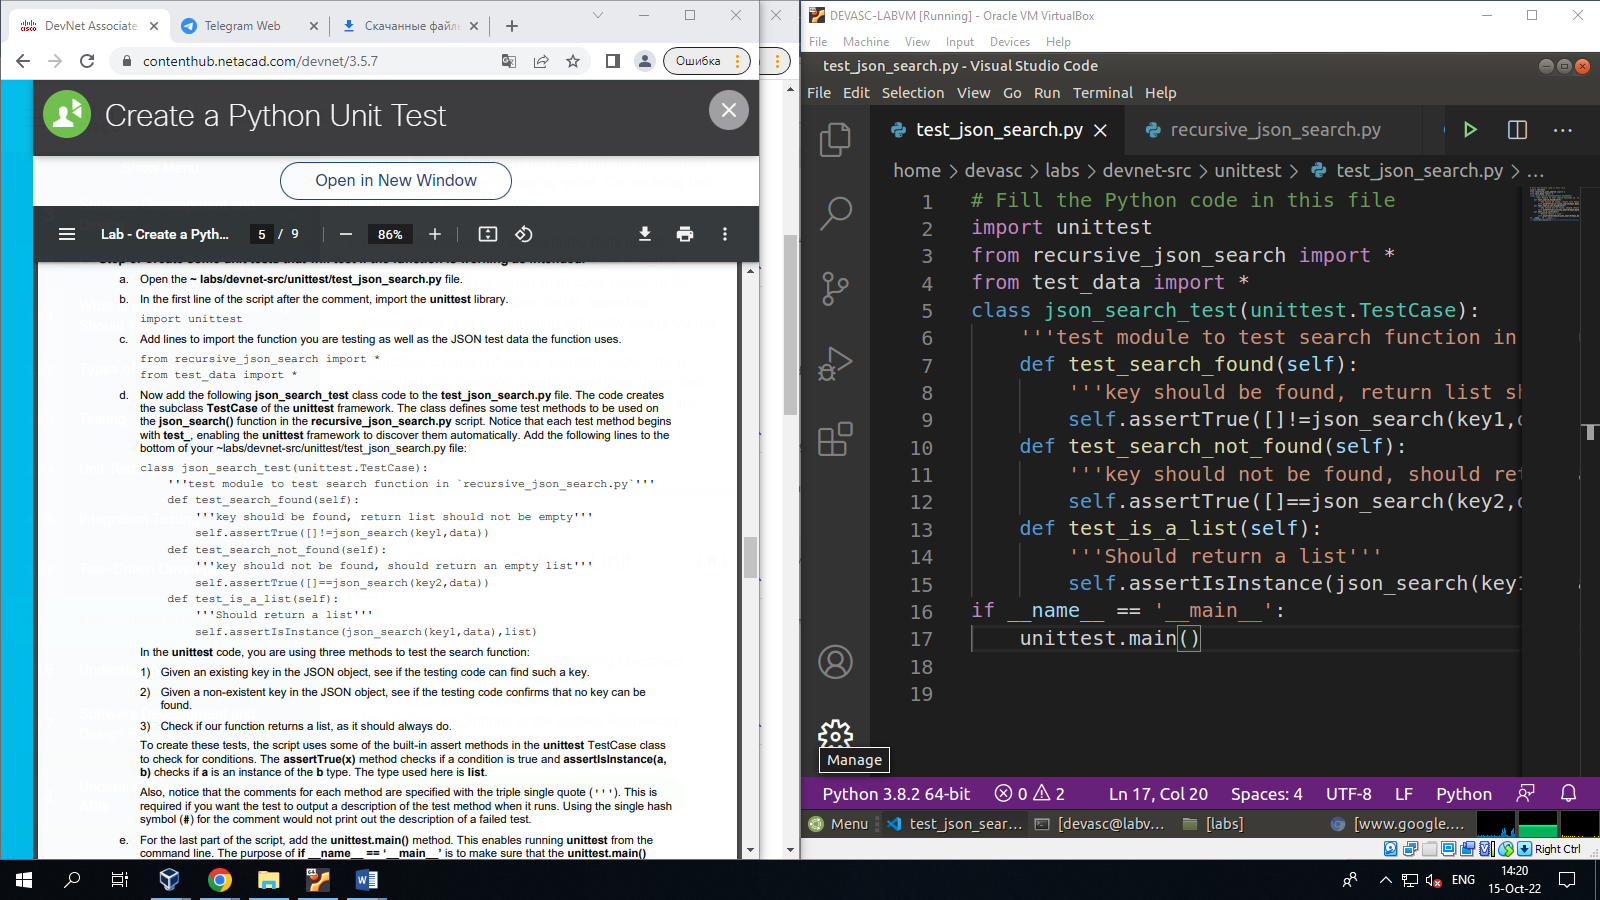 DevNet Associate
Telegram Web
Скачанные файлы
contenthub.netacad.com/devnet/3.5.7
Ошибка
Create a Python Unit Test
Open in New Window
Lab - Create a Pyth...
5 / 9
86%
a. Open the ~ labs/devnet-src/unittest/test_json_search.py file.
b. In the first line of the script after the comment, import the unittest library.
import unittest
c. Add lines to import the function you are testing as well as the JSON test data the function uses.
from recursive_json_search import *
from test_data import *
d. Now add the following json_search_test class code to the test_json_search.py file. The code creates
the subclass TestCase of the unittest framework. The class defines some test methods to be used on
the json_search() function in the recursive_json_search.py script. Notice that each test method begins
with test_, enabling the unittest framework to discover them automatically. Add the following lines to the
bottom of your ~labs/devnet-src/unittest/test_json_search.py file:
class json_search_test(unittest.TestCase):
'''test module to test search function in `recursive_json_search.py`'''
def test_search_found(self):
'''key should be found, return list should not be empty'''
self.assertTrue([]!=json_search(key1,data))
def test_search_not_found(self):
'''key should not be found, should return an empty list'''
self.assertTrue([]==json_search(key2,data))
def test_is_a_list(self):
'''Should return a list'''
self.assertIsInstance(json_search(key1,data),list)
In the unittest code, you are using three methods to test the search function:
1) Given an existing key in the JSON object, see if the testing code can find such a key.
2) Given a non-existent key in the JSON object, see if the testing code confirms that no key can be
found.
3) Check if our function returns a list, as it should always do.
To create these tests, the script uses some of the built-in assert methods in the unittest TestCase class
to check for conditions. The assertTrue(x) method checks if a condition is true and assertIsInstance(a,
b) checks if a is an instance of the b type. The type used here is list.
Also, notice that the comments for each method are specified with the triple single quote ('''). This is
required if you want the test to output a description of the test method when it runs. Using the single hash
symbol (#) for the comment would not print out the description of a failed test.
e. For the last part of the script, add the unittest.main() method. This enables running unittest from the
command line. The purpose of if __name__ == '__main__' is to make sure that the unittest.main()
DEVASC-LABVM [Running] - Oracle VM VirtualBox
File Machine View Input Devices Help
test_json_search.py - Visual Studio Code
File Edit Selection View Go Run Terminal Help
test_json_search.py
recursive_json_search.py
home > devasc > labs > devnet-src > unittest > test_json_search.py > ...
1 # Fill the Python code in this file
2 import unittest
3 from recursive_json_search import *
4 from test_data import *
5 class json_search_test(unittest.TestCase):
6 '''test module to test search function in
7 def test_search_found(self):
8 '''key should be found, return list sh
9 self.assertTrue([]!=json_search(key1,d
10 def test_search_not_found(self):
11 '''key should not be found, should ret
12 self.assertTrue([]==json_search(key2,d
13 def test_is_a_list(self):
14 '''Should return a list'''
15 self.assertIsInstance(json_search(key1
16 if __name__ == '__main__':
17 unittest.main()
18
19
Manage
Python 3.8.2 64-bit 0 2 Ln 17, Col 20 Spaces: 4 UTF-8 LF Python
Menu test_json_sear... [devasc@labv... [labs] [www.google....
Right Ctrl
ENG
14:20
15-Oct-22